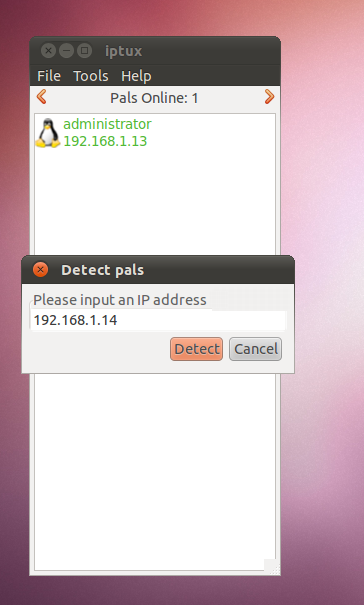 iptux
File Tools Help
Pals Online: 1
administrator
192.168.1.13
Detect pals
Please input an IP address
192.168.1.14
Detect Cancel